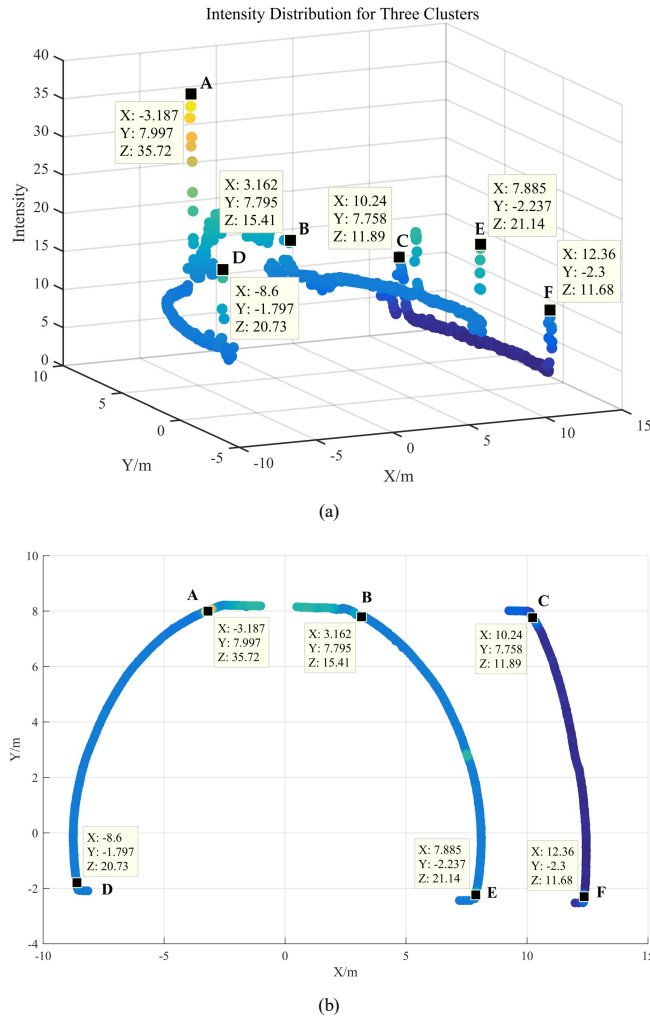 Intensity Distribution for Three Clusters
40
35
30
25
20
15
10
5
0
Intensity
A
X: -3.187
Y: 7.997
Z: 35.72
X: 3.162
Y: 7.795
Z: 15.41
B
X: 10.24
Y: 7.758
Z: 11.89
C
X: 7.885
Y: -2.237
Z: 21.14
E
X: 12.36
Y: -2.3
Z: 11.68
F
D
X: -8.6
Y: -1.797
Z: 20.73
10
5
0
-5
Y/m
-10
-5
0
5
10
15
X/m
(a)
10
8
6
4
2
0
-2
-4
Y/m
A
X: -3.187
Y: 7.997
Z: 35.72
B
X: 3.162
Y: 7.795
Z: 15.41
C
X: 10.24
Y: 7.758
Z: 11.89
X: -8.6
Y: -1.797
Z: 20.73
D
X: 7.885
Y: -2.237
Z: 21.14
E
X: 12.36
Y: -2.3
Z: 11.68
F
-10
-5
0
5
10
15
X/m
(b)